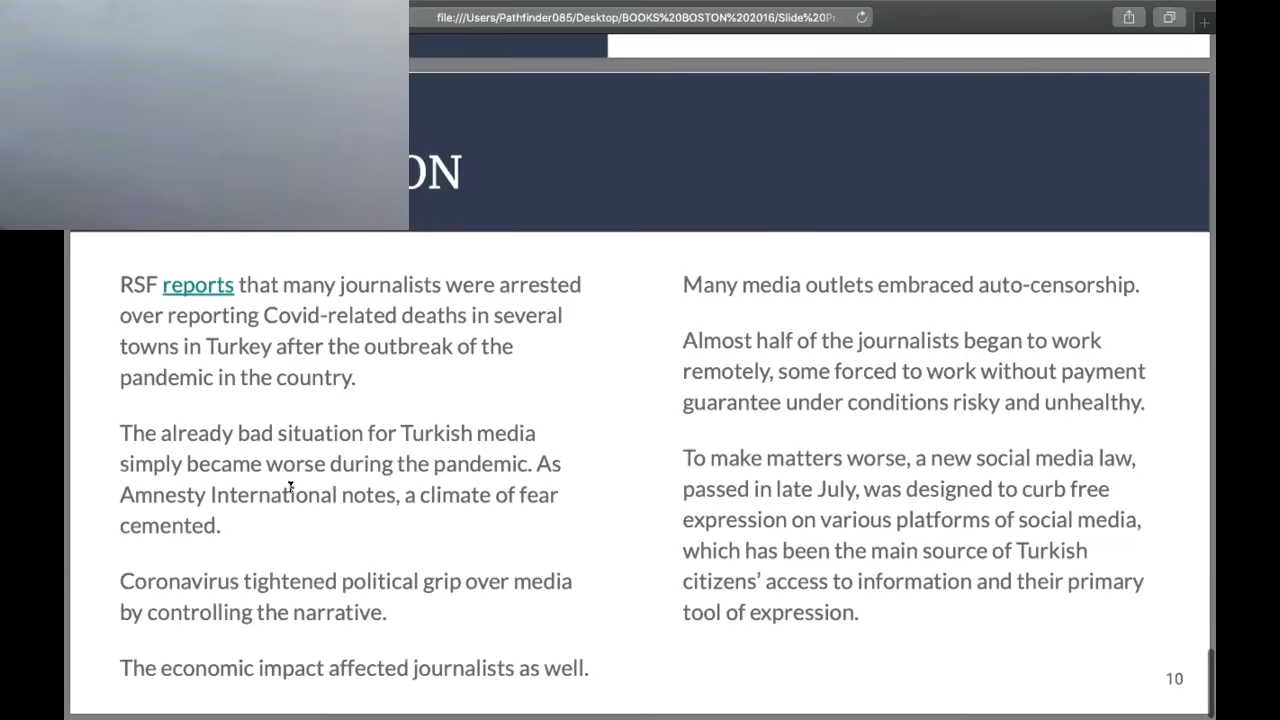 file:///Users/Pathfinder085/Desktop/BOOKS%20BOSTON%202016/Slide%20P
ON
RSF reports that many journalists were arrested
over reporting Covid-related deaths in several
towns in Turkey after the outbreak of the
pandemic in the country.
The already bad situation for Turkish media
simply became worse during the pandemic. As
Amnesty International notes, a climate of fear
cemented.
Coronavirus tightened political grip over media
by controlling the narrative.
The economic impact affected journalists as well.
Many media outlets embraced auto-censorship.
Almost half of the journalists began to work
remotely, some forced to work without payment
guarantee under conditions risky and unhealthy.
To make matters worse, a new social media law,
passed in late July, was designed to curb free
expression on various platforms of social media,
which has been the main source of Turkish
citizens’ access to information and their primary
tool of expression.
10